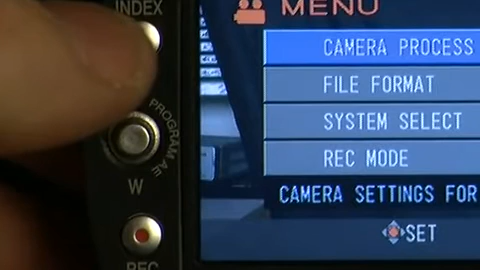 INDEX
PROGRAM AE
W
REC
MENU
CAMERA PROCESS
FILE FORMAT
SYSTEM SELECT
REC MODE
CAMERA SETTINGS FOR
SET